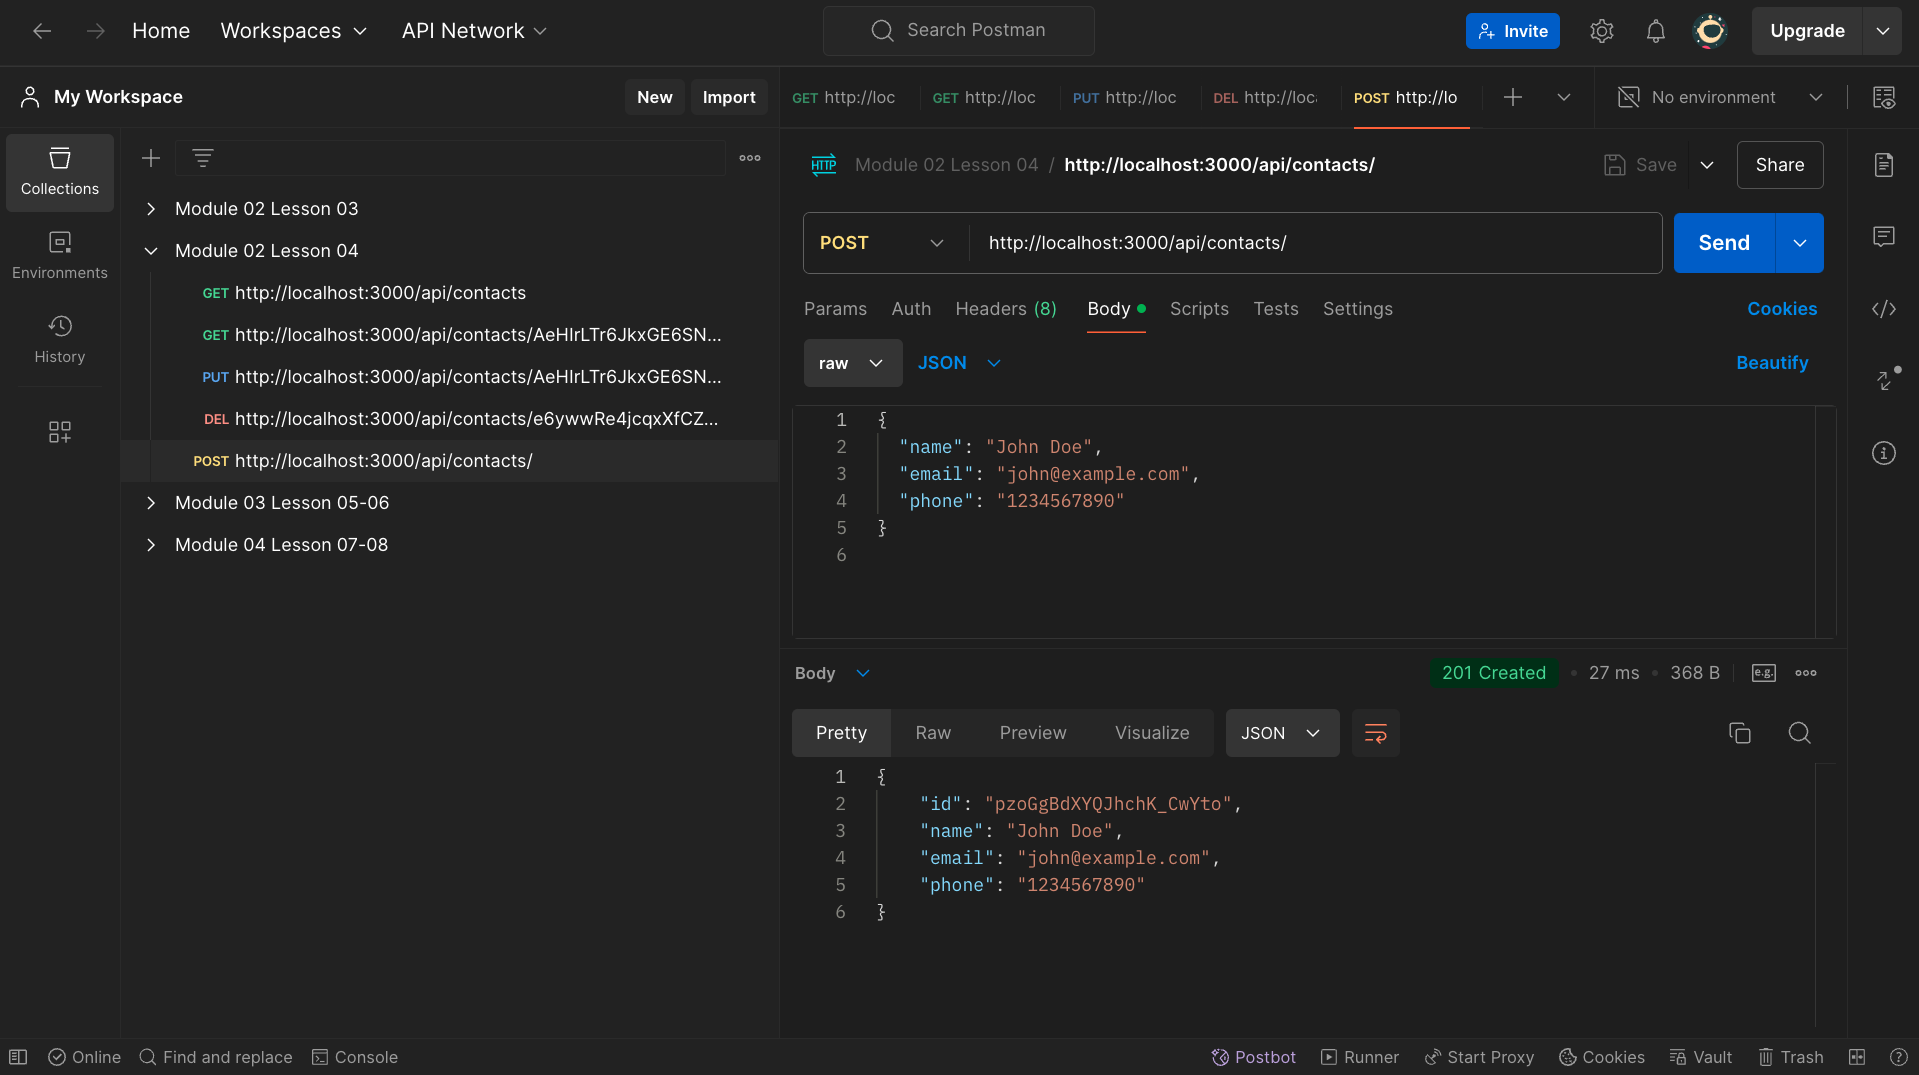 Home Workspaces API Network Search Postman Invite Upgrade
My Workspace New Import
GET http://loc GET http://loc PUT http://loc DEL http://loc POST http://lo No environment
Collections
Environments
History
Module 02 Lesson 03
Module 02 Lesson 04
GET http://localhost:3000/api/contacts
GET http://localhost:3000/api/contacts/AeHIrLTr6JkxGE6SN...
PUT http://localhost:3000/api/contacts/AeHIrLTr6JkxGE6SN...
DEL http://localhost:3000/api/contacts/e6ywwRe4jcqxXfCZ...
POST http://localhost:3000/api/contacts/
Module 03 Lesson 05-06
Module 04 Lesson 07-08
HTTP Module 02 Lesson 04 / http://localhost:3000/api/contacts/ Save Share
POST http://localhost:3000/api/contacts/ Send
Params Auth Headers (8) Body Scripts Tests Settings Cookies
raw JSON Beautify
1 {
2 "name": "John Doe",
3 "email": "john@example.com",
4 "phone": "1234567890"
5 }
6
Body 201 Created • 27 ms • 368 B e.g.
Pretty Raw Preview Visualize JSON
1 {
2 "id": "pzoGgBdXYQJhchK_CwYto",
3 "name": "John Doe",
4 "email": "john@example.com",
5 "phone": "1234567890"
6 }
Online Find and replace Console Postbot Runner Start Proxy Cookies Vault Trash